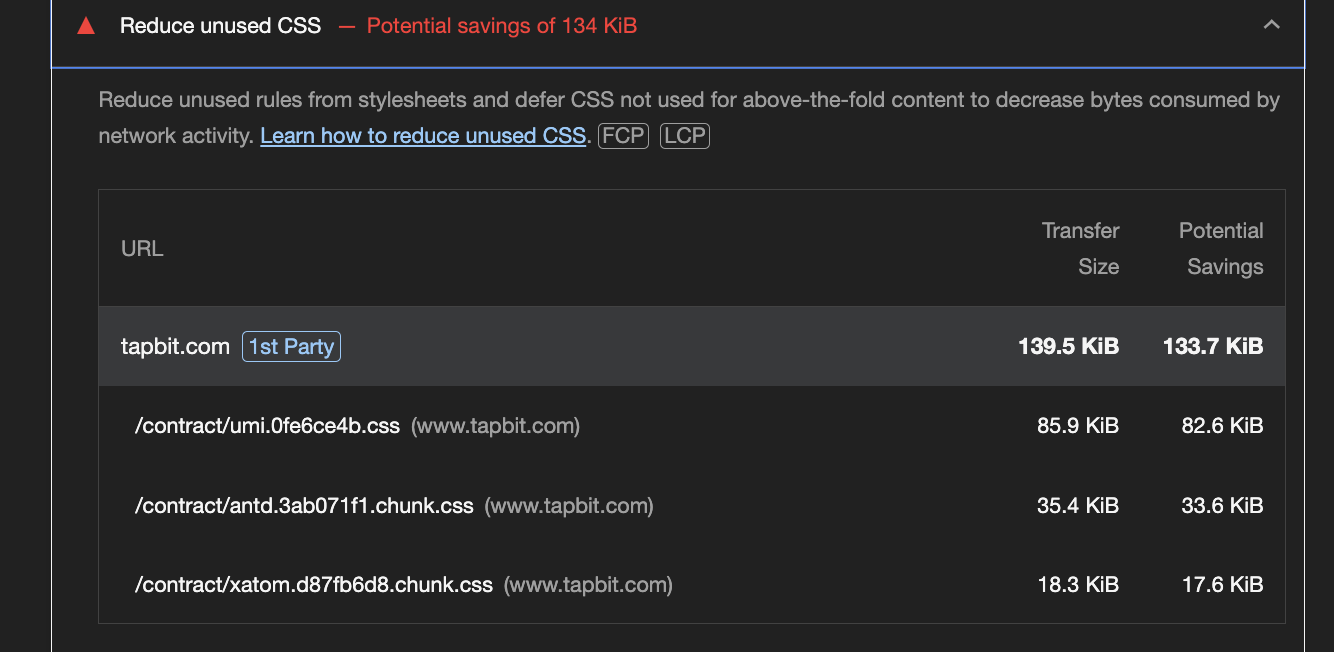 Reduce unused CSS — Potential savings of 134 KiB
Reduce unused rules from stylesheets and defer CSS not used for above-the-fold content to decrease bytes consumed by
network activity. Learn how to reduce unused CSS. FCP LCP
URL
Transfer Size
Potential Savings
tapbit.com 1st Party 139.5 KiB 133.7 KiB
/contract/umi.0fe6ce4b.css (www.tapbit.com) 85.9 KiB 82.6 KiB
/contract/antd.3ab071f1.chunk.css (www.tapbit.com) 35.4 KiB 33.6 KiB
/contract/xatom.d87fb6d8.chunk.css (www.tapbit.com) 18.3 KiB 17.6 KiB